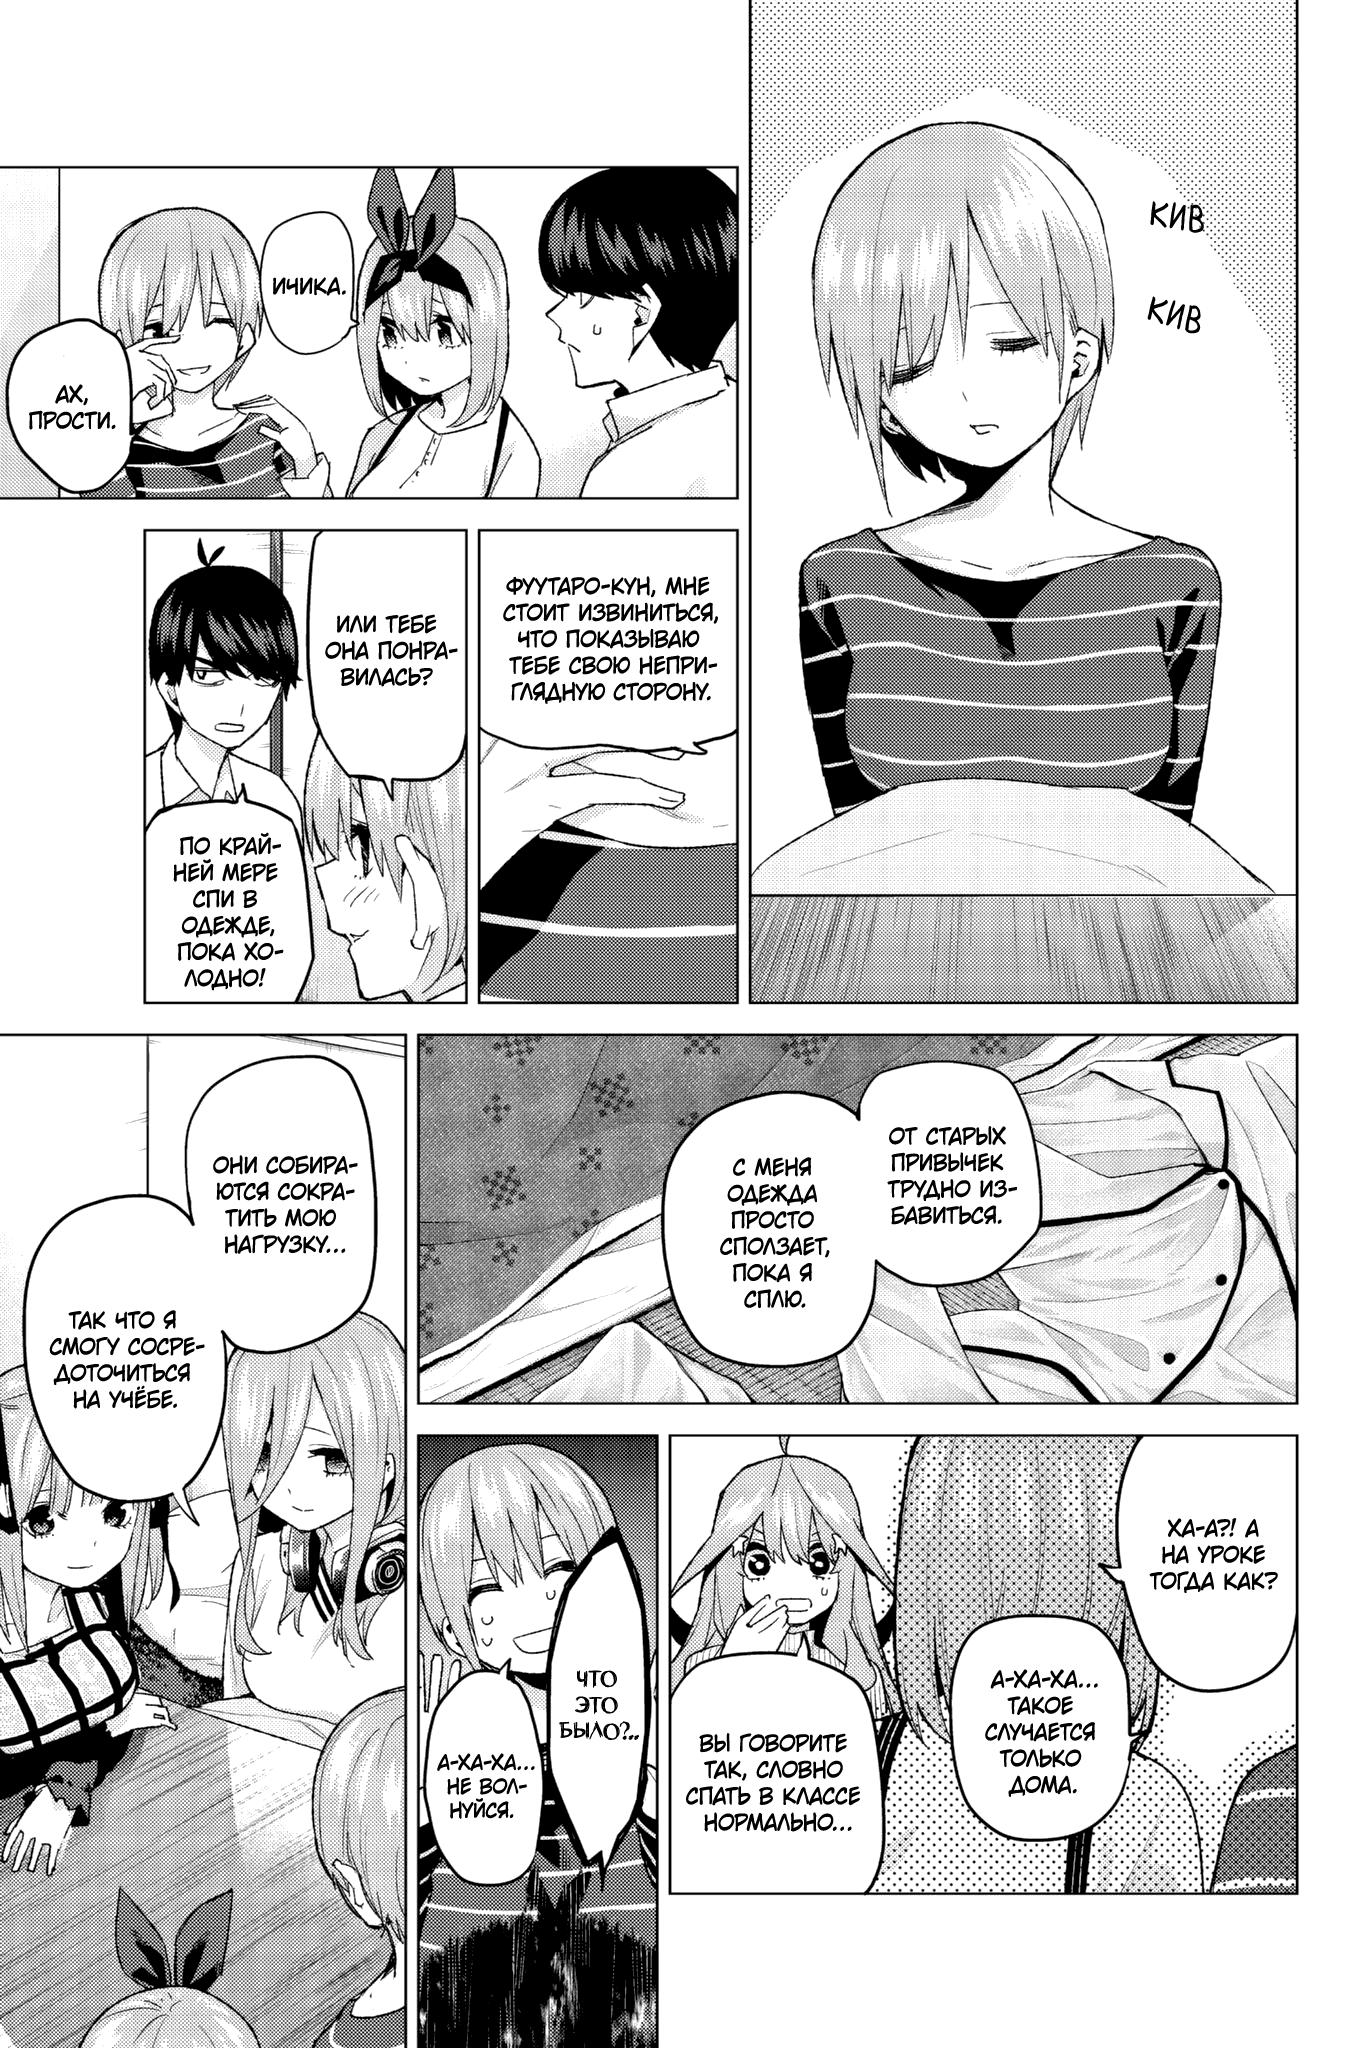 КИВ
КИВ
ИЧИКА.
АХ,
ПРОСТИ.
ФУУТАРО-КУН, МНЕ
СТОИТ ИЗВИНИТЬСЯ,
ЧТО ПОКАЗЫВАЮ
ТЕБЕ СВОЮ НЕПРИ-
ГЛЯДНУЮ СТОРОНУ.
ИЛИ ТЕБЕ
ОНА ПОНРА-
ВИЛАСЬ?
ПО КРАЙ-
НЕЙ МЕРЕ
СПИ В
ОДЕЖДЕ,
ПОКА ХО-
ЛОДНО!
ОТ СТАРЫХ
ПРИВЫЧЕК
ТРУДНО ИЗ-
БАВИТЬСЯ.
С МЕНЯ
ОДЕЖДА
ПРОСТО
СПОЛЗАЕТ,
ПОКА Я
СПЛЮ.
ХА-А?! А
НА УРОКЕ
ТОГДА КАК?
А-ХА-ХА...
ТАКОЕ
СЛУЧАЕТСЯ
ТОЛЬКО
ДОМА.
ВЫ ГОВОРИТЕ
ТАК, СЛОВНО
СПАТЬ В КЛАССЕ
НОРМАЛЬНО...
ЧТО
ЭТО
БЫЛО?..
А-ХА-ХА...
НЕ ВОЛ-
НУЙСЯ.
ОНИ СОБИРА-
ЮТСЯ СОКРА-
ТИТЬ МОЮ
НАГРУЗКУ...
ТАК ЧТО Я
СМОГУ СОСРЕ-
ДОТОЧИТЬСЯ
НА УЧЁБЕ.